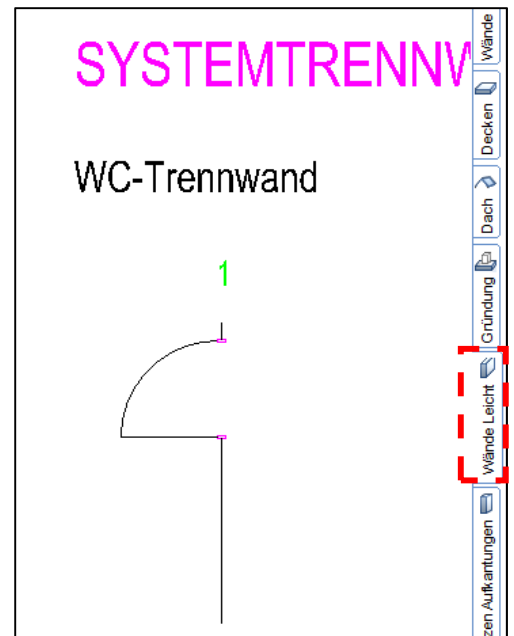 SYSTEMTRENNW
WC-Trennwand
1
Wände
Decken
Dach
Gründung
Wände Leicht
zen Aufkantungen